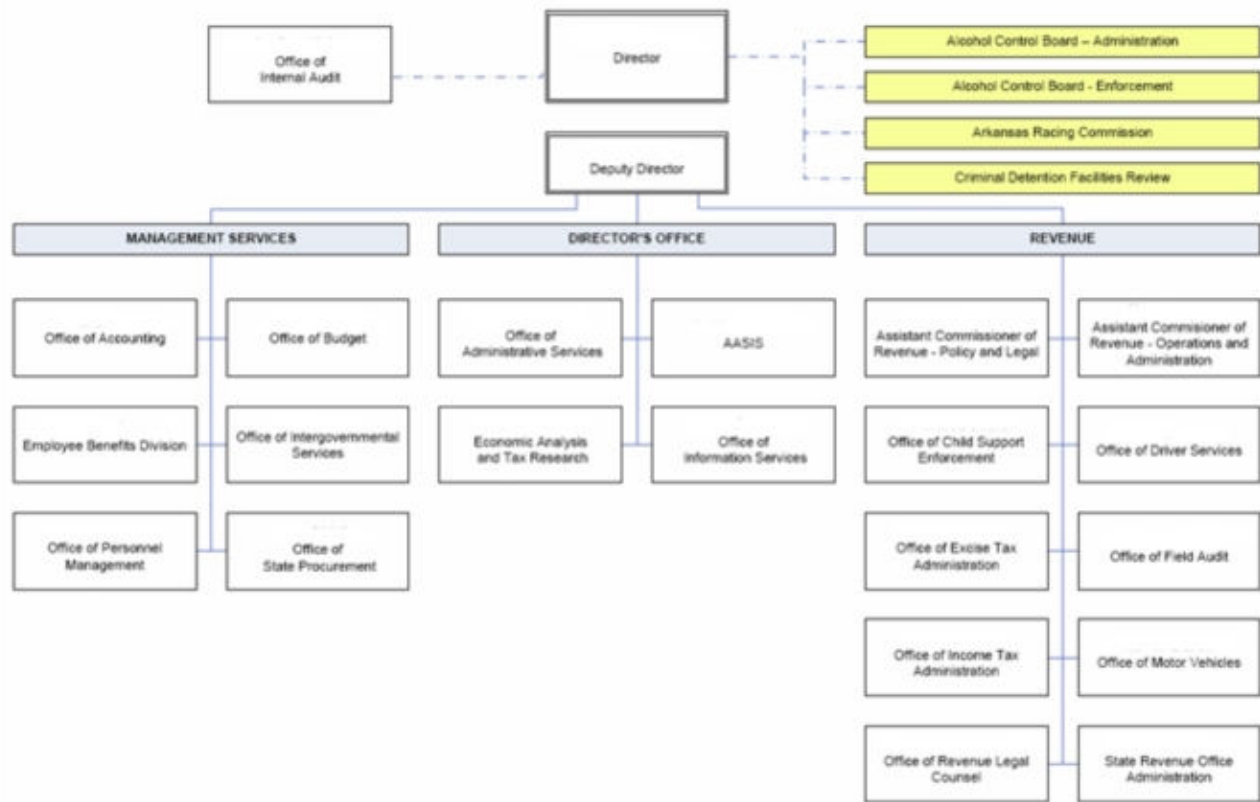 Office of
Internal Audit
Director
Alcohol Control Board – Administration
Alcohol Control Board - Enforcement
Arkansas Racing Commission
Criminal Detention Facilities Review
Deputy Director
MANAGEMENT SERVICES
DIRECTOR'S OFFICE
REVENUE
Office of Accounting
Office of Budget
Office of
Administrative Services
AASIS
Assistant Commissioner of
Revenue - Policy and Legal
Assistant Commisioner of
Revenue - Operations and
Administration
Employee Benefits Division
Office of Intergovernmental
Services
Economic Analysis
and Tax Research
Office of
Information Services
Office of Child Support
Enforcement
Office of Driver Services
Office of Personnel
Management
Office of
State Procurement
Office of Excise Tax
Administration
Office of Field Audit
Office of Income Tax
Administration
Office of Motor Vehicles
Office of Revenue Legal
Counsel
State Revenue Office
Administration